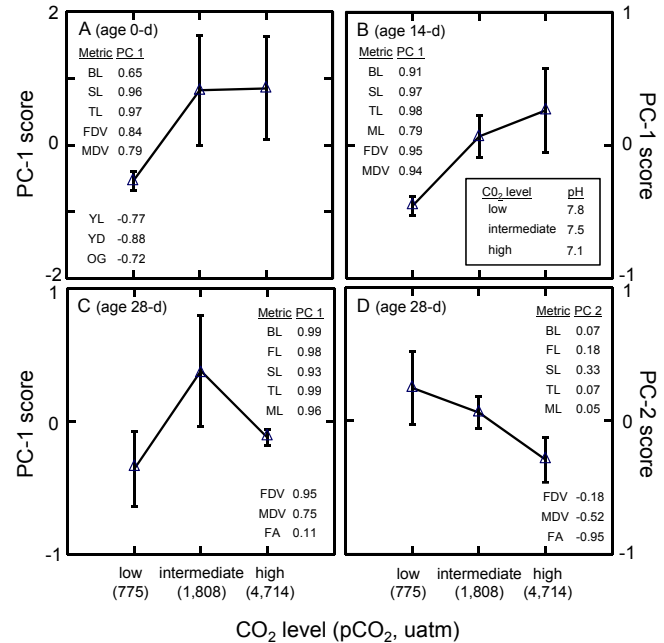 A (age 0-d)
Metric PC 1
BL 0.65
SL 0.96
TL 0.97
FDV 0.84
MDV 0.79
YL -0.77
YD -0.88
OG -0.72
2
1
0
-1
2
PC-1 score
B (age 14-d)
Metric PC 1
BL 0.91
SL 0.97
TL 0.98
ML 0.79
FDV 0.95
MDV 0.94
C0₂ level pH
low 7.8
intermediate 7.5
high 7.1
1
0
-1
PC-1 score
C (age 28-d)
Metric PC 1
BL 0.99
FL 0.98
SL 0.93
TL 0.99
ML 0.96
FDV 0.95
MDV 0.75
FA 0.11
1
0
-1
PC-1 score
D (age 28-d)
Metric PC 2
BL 0.07
FL 0.18
SL 0.33
TL 0.07
ML 0.05
FDV -0.18
MDV -0.52
FA -0.95
1
0
-1
PC-2 score
low intermediate high
(775) (1,808) (4,714)
low intermediate high
(775) (1,808) (4,714)
CO₂ level (pCO₂, uatm)